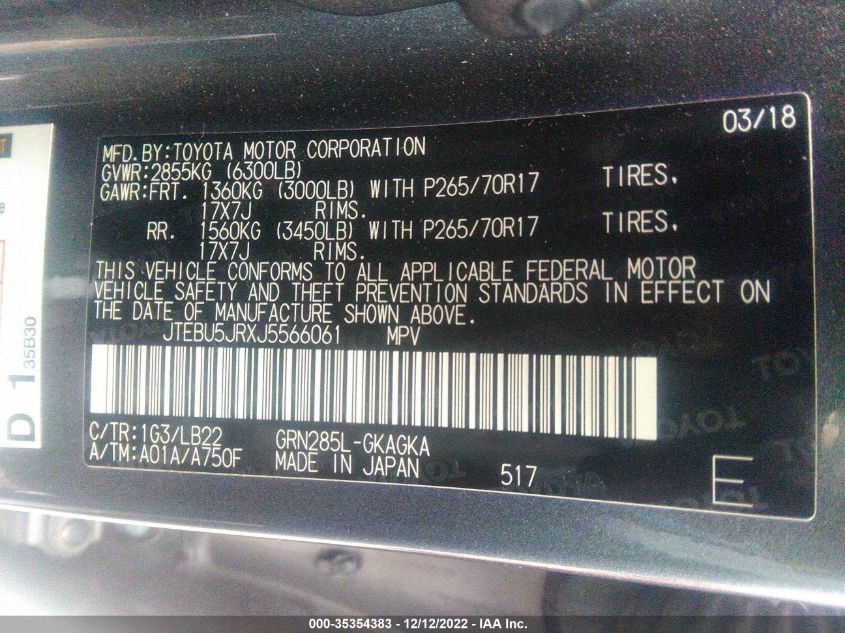 03/18
MFD.BY:TOYOTA MOTOR CORPORATION
GVWR:2855KG (6300LB)
GAWR:FRT. 1360KG (3000LB) WITH P265/70R17 TIRES.
17X7J RIMS.
RR. 1560KG (3450LB) WITH P265/70R17 TIRES.
17X7J RIMS.
THIS VEHICLE CONFORMS TO ALL APPLICABLE FEDERAL MOTOR
VEHICLE SAFETY AND THEFT PREVENTION STANDARDS IN EFFECT ON
THE DATE OF MANUFACTURE SHOWN ABOVE.
JTEBU5JRXJ5566061 MPV
C/TR:1G3/LB22 GRN285L-GKAGKA
A/TM:A01A/A750F MADE IN JAPAN 517 E
D 1 35B30
000-35354383 - 12/12/2022 - IAA Inc.